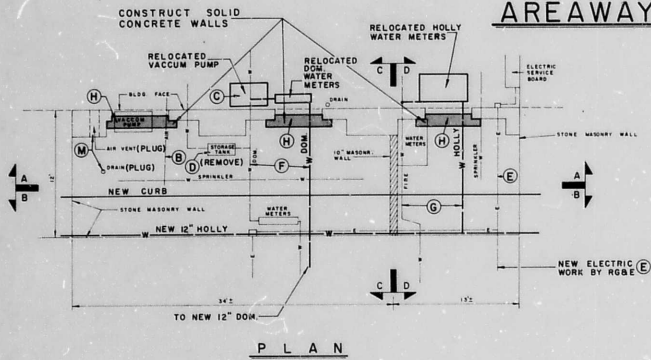 AREAWAY
CONSTRUCT SOLID
CONCRETE WALLS
RELOCATED
VACCUM PUMP
RELOCATED
DOM.
WATER
METERS
RELOCATED HOLLY
WATER METERS
C D
ELECTRIC
SERVICE
BOARD
H
BLDG. FACE
C
DRAIN
VACCUM
PUMP
AIR
M
AIR VENT(PLUG)
DRAIN(PLUG)
B
D
STORAGE
TANK
(REMOVE)
SPRINKLER
DOM.
F
H
W DOM.
10" MASONRY
WALL
WATER
METERS
FIRE
H
W HOLLY
SPRINKLER
STONE MASONRY WALL
E
A
B
12'
NEW CURB
STONE MASONRY WALL
WATER
METERS
NEW 12" HOLLY
G
A
B
NEW ELECTRIC
WORK BY RG&E E
C D
34'±
13'±
TO NEW 12" DOM.
PLAN